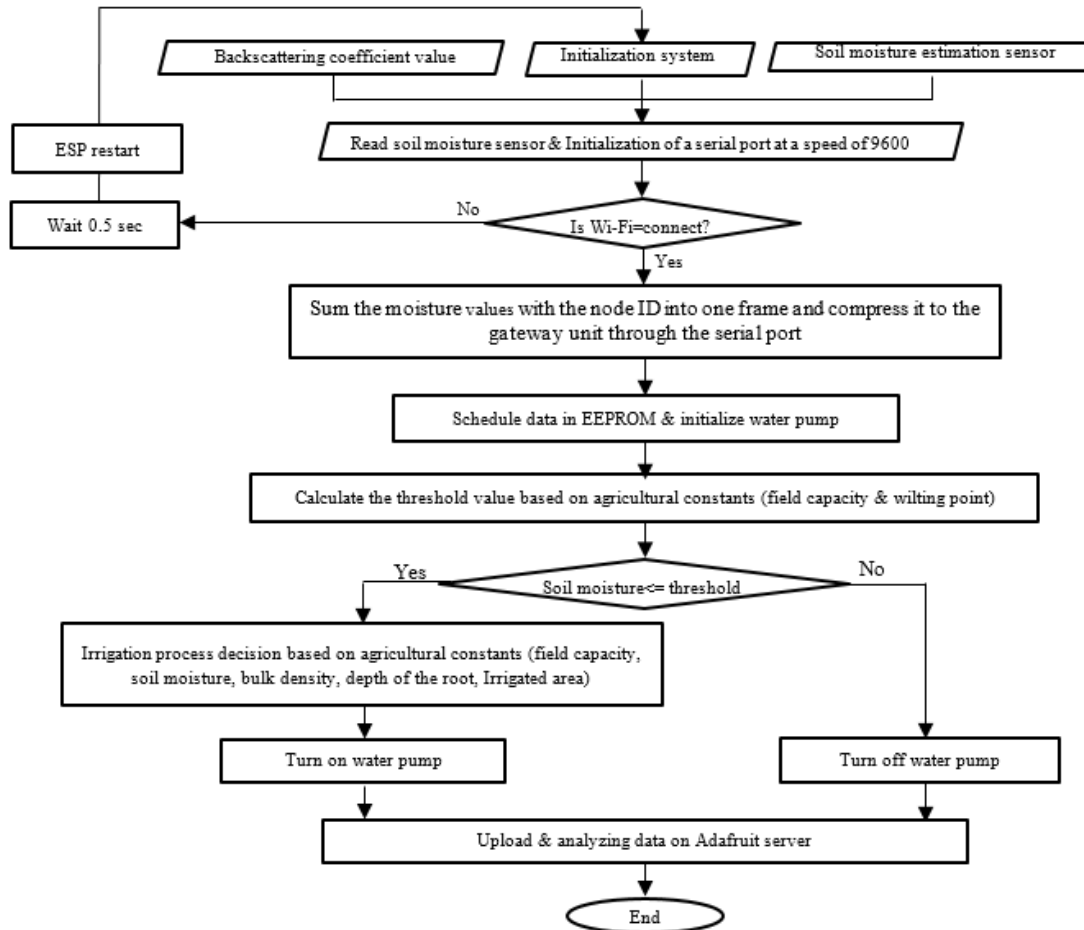 Backscattering coefficient value
Initialization system
Soil moisture estimation sensor
ESP restart
Read soil moisture sensor & Initialization of a serial port at a speed of 9600
Wait 0.5 sec
No
Is Wi-Fi=connect?
Yes
Sum the moisture values with the node ID into one frame and compress it to the
gateway unit through the serial port
Schedule data in EEPROM & initialize water pump
Calculate the threshold value based on agricultural constants (field capacity & wilting point)
Yes
Soil moisture<= threshold
No
Irrigation process decision based on agricultural constants (field capacity,
soil moisture, bulk density, depth of the root, Irrigated area)
Turn on water pump
Turn off water pump
Upload & analyzing data on Adafruit server
End